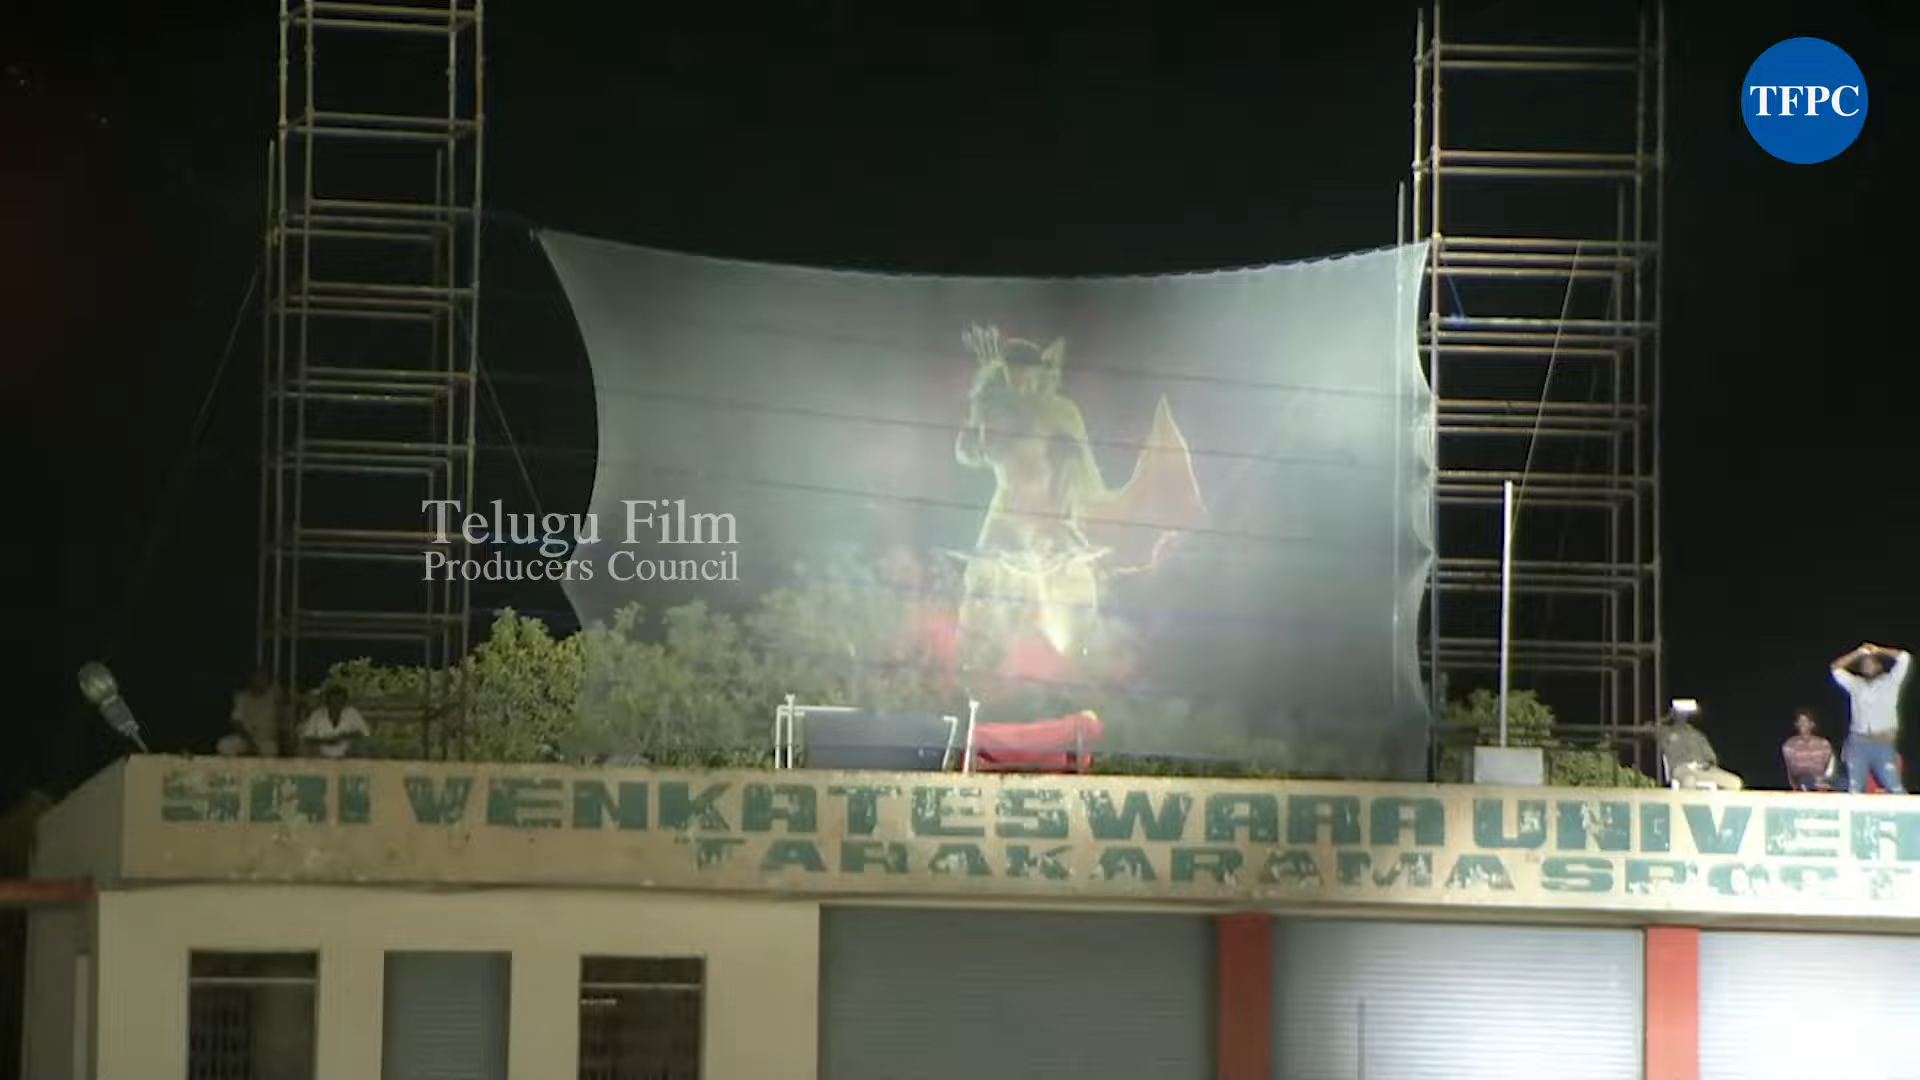 TFPC
Telugu Film
Producers Council
SRI VENKATESWARA UNIVER
TARAKARAMA SPORT